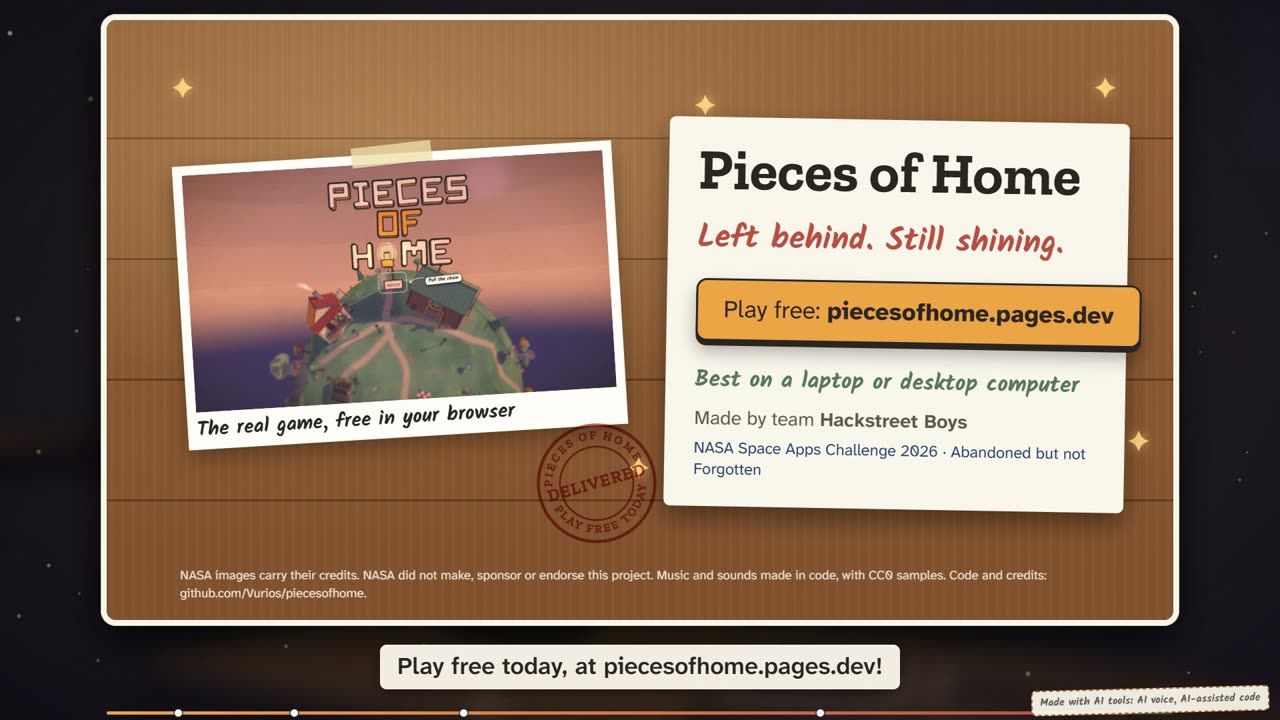 PIECES
OF
HOME
BEGIN
Pull the chain
The real game, free in your browser
PIECES OF HOME
DELIVERED
PLAY FREE TODAY
Pieces of Home
Left behind. Still shining.
Play free: piecesofhome.pages.dev
Best on a laptop or desktop computer
Made by team Hackstreet Boys
NASA Space Apps Challenge 2026 · Abandoned but not
Forgotten
NASA images carry their credits. NASA did not make, sponsor or endorse this project. Music and sounds made in code, with CC0 samples. Code and credits:
github.com/Vurios/piecesofhome.
Play free today, at piecesofhome.pages.dev!
Made with AI tools: AI voice, AI-assisted code